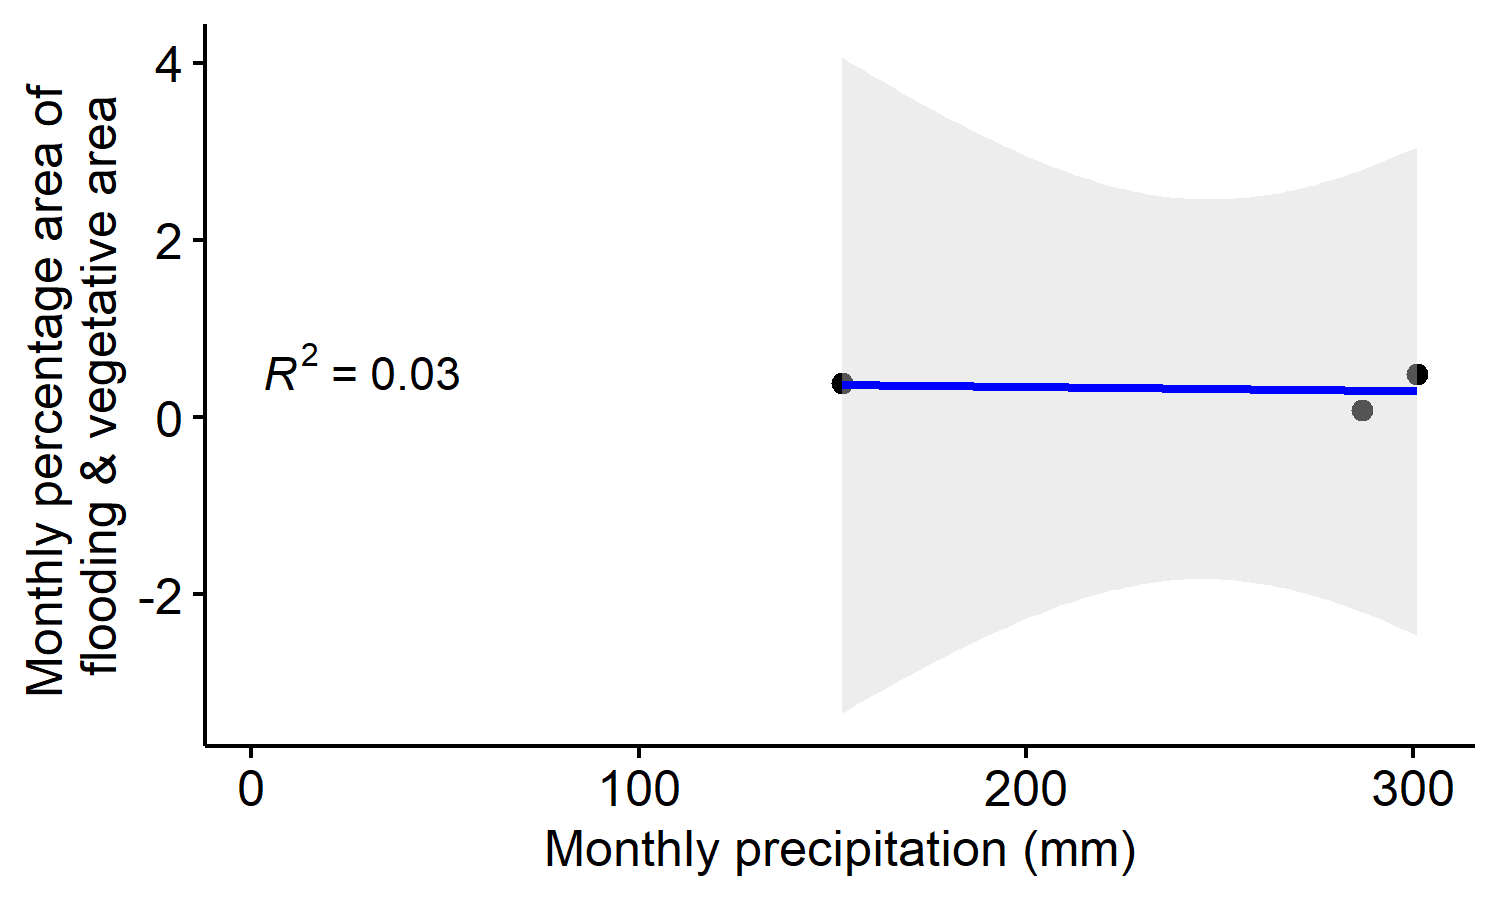 Monthly percentage area of
flooding & vegetative area
4
2
0
-2
R² = 0.03
0 100 200 300
Monthly precipitation (mm)